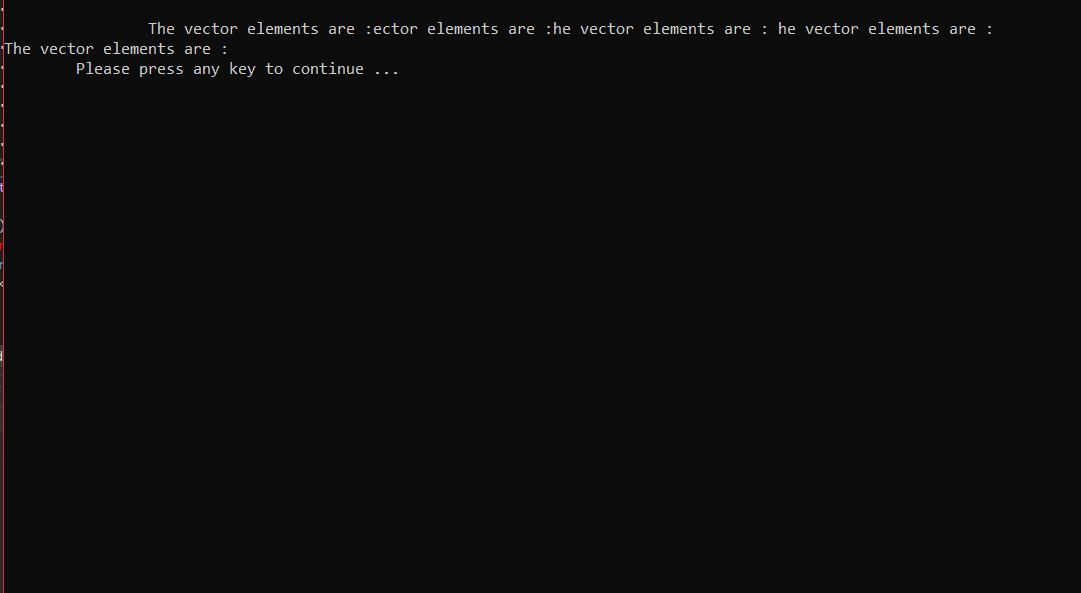 The vector elements are :ector elements are :he vector elements are : he vector elements are :
The vector elements are :
Please press any key to continue ...